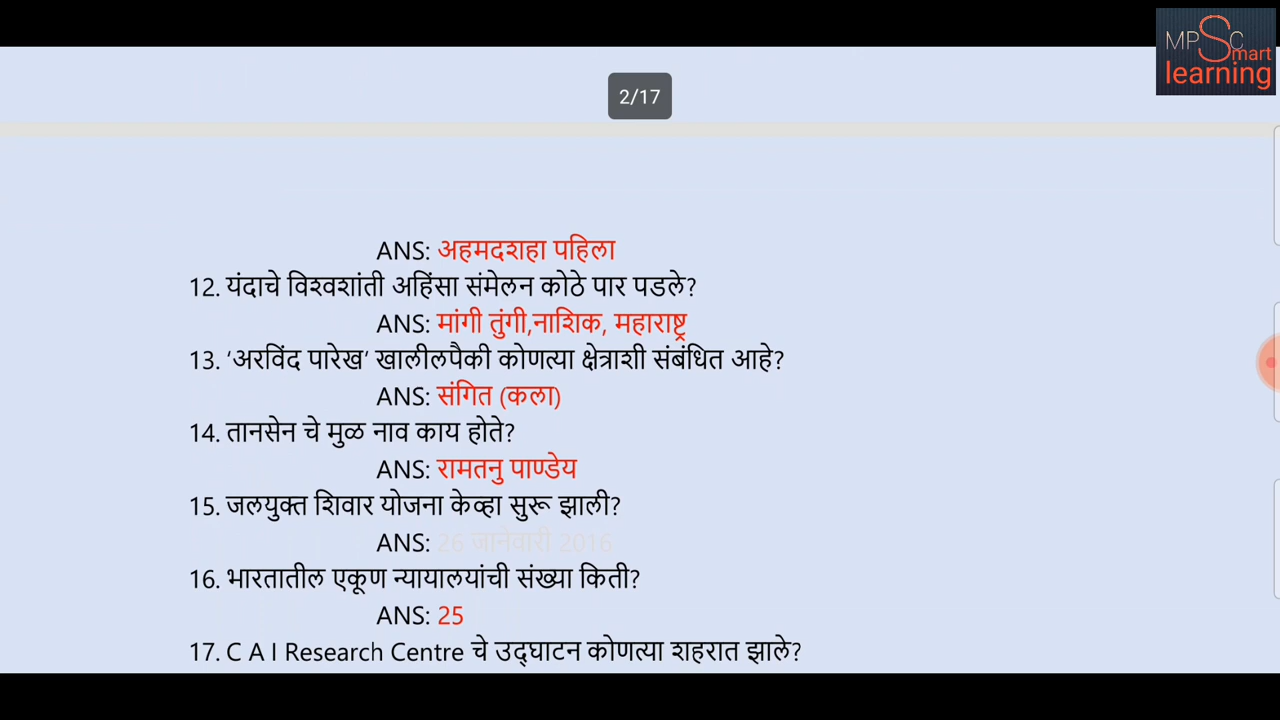 MPSC
Smart
learning
2/17
ANS: अहमदशहा पहिला
12. यंदाचे विश्वशांती अहिंसा संमेलन कोठे पार पडले?
ANS: मांगी तुंगी,नाशिक, महाराष्ट्र
13. ‘अरविंद पारेख’ खालीलपैकी कोणत्या क्षेत्राशी संबंधित आहे?
ANS: संगित (कला)
14. तानसेन चे मुळ नाव काय होते?
ANS: रामतनु पाण्डेय
15. जलयुक्त शिवार योजना केव्हा सुरू झाली?
ANS: 26 जानेवारी 2016
16. भारतातील एकूण न्यायालयांची संख्या किती?
ANS: 25
17. C A I Research Centre चे उद्घाटन कोणत्या शहरात झाले?